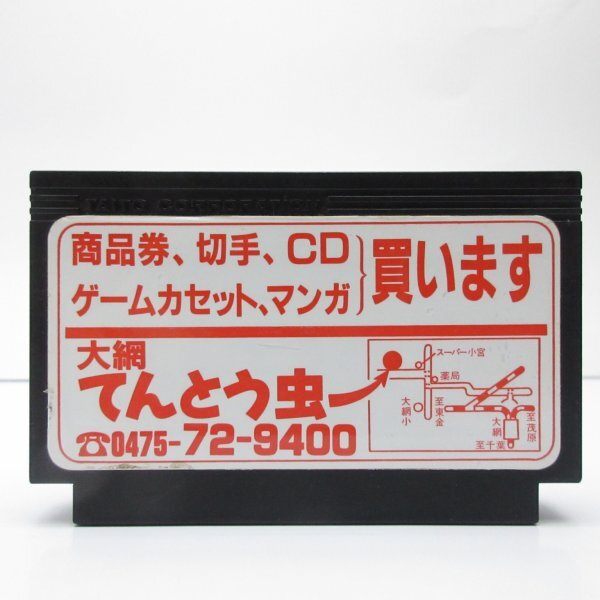 TAITO CORPORATION
商品券、切手、CD
ゲームカセット、マンガ
買います
大網
てんとう虫
☎0475-72-9400
スーパー小宮
薬局
大網小
至東金
大網
至千葉
至茂原